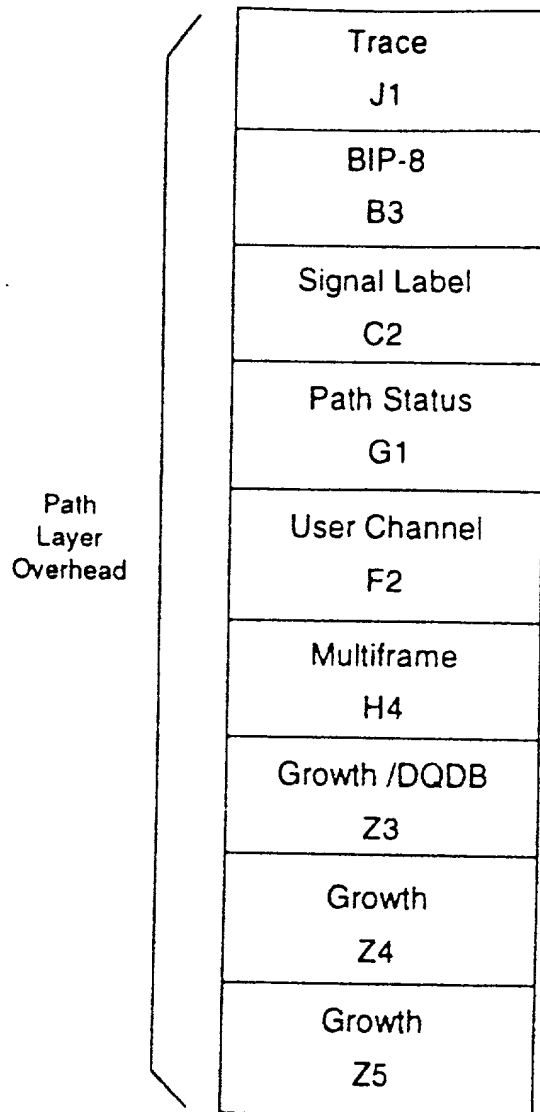 Trace
J1
BIP-8
B3
Signal Label
C2
Path Status
G1
Path
Layer
Overhead
User Channel
F2
Multiframe
H4
Growth /DQDB
Z3
Growth
Z4
Growth
Z5